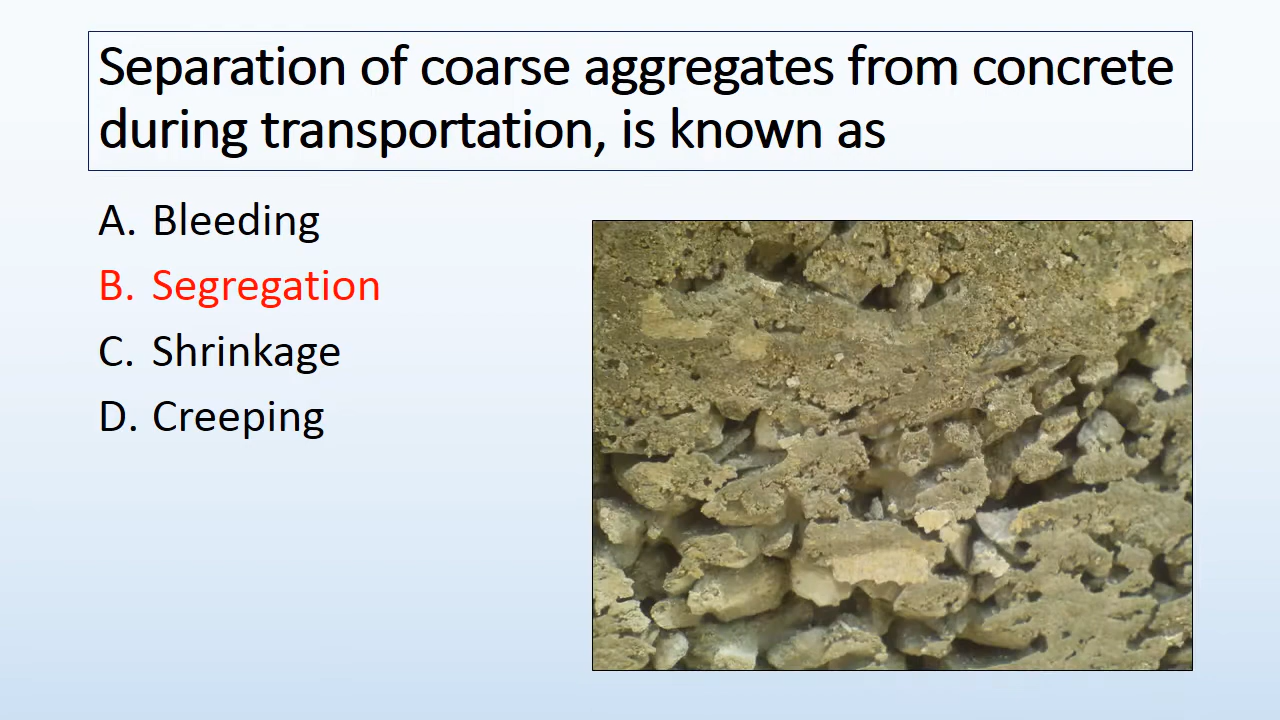 Separation of coarse aggregates from concrete
during transportation, is known as
A. Bleeding
B. Segregation
C. Shrinkage
D. Creeping